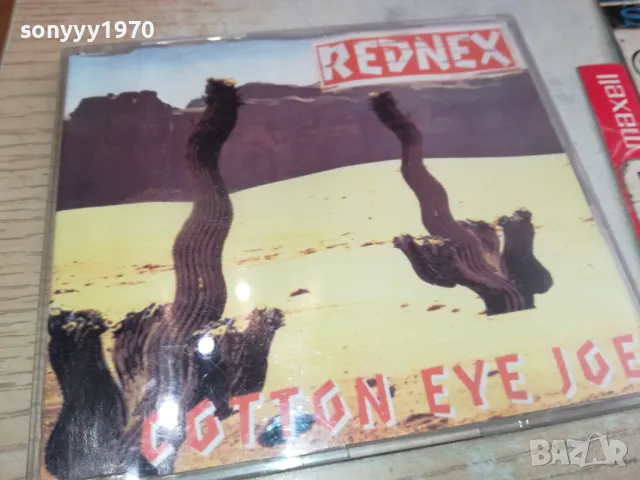 sonyyy1970
REDNEX
maxell
COTTON EYE JOE
BAZAR